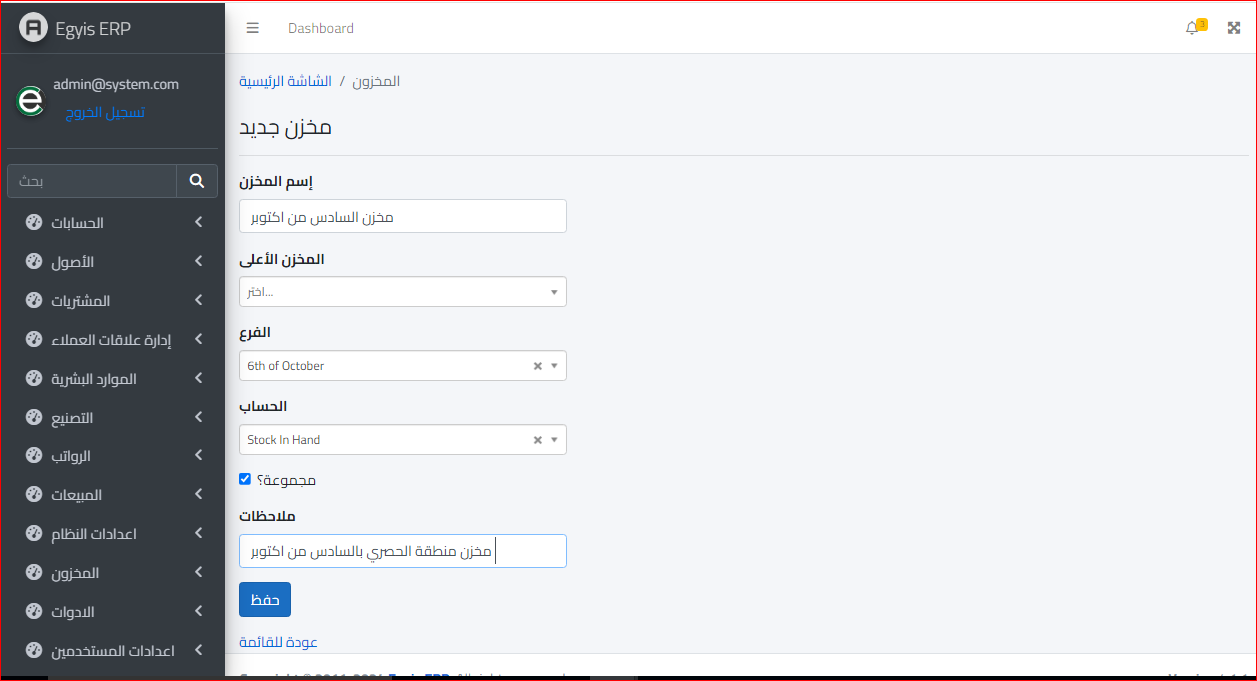 Egyis ERP
Dashboard
3
admin@system.com
تسجيل الخروج
بحث
الحسابات
الأصول
المشتريات
إدارة علاقات العملاء
الموارد البشرية
التصنيع
الرواتب
المبيعات
اعدادات النظام
المخزون
الادوات
اعدادات المستخدمين
الشاشة الرئيسية / المخزون
مخزن جديد
إسم المخزن
مخزن السادس من اكتوبر
المخزن الأعلى
اختر...
الفرع
6th of October
الحساب
Stock In Hand
مجموعة؟
ملاحظات
مخزن منطقة الحصري بالسادس من اكتوبر
حفظ
عودة للقائمة